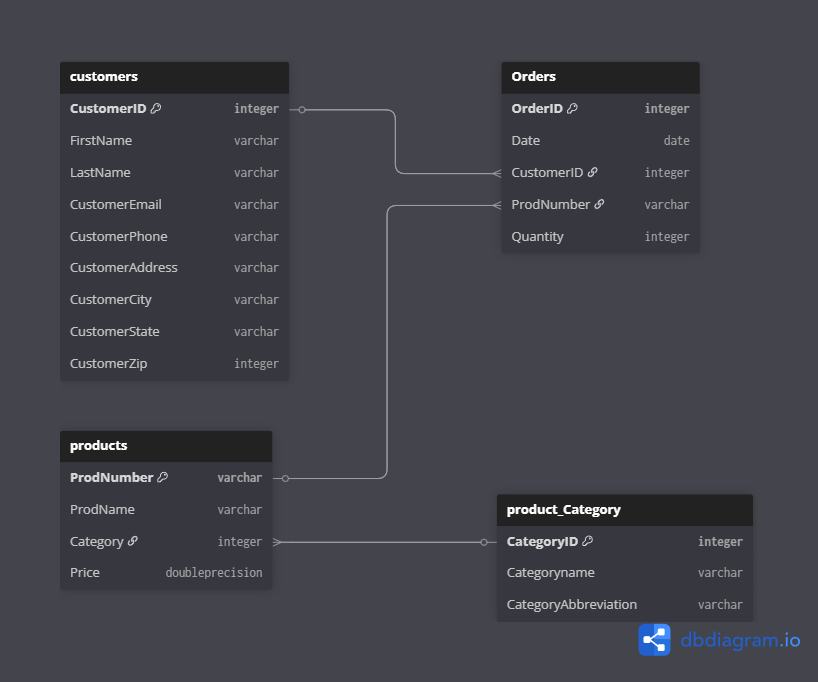 customers
CustomerID integer
FirstName varchar
LastName varchar
CustomerEmail varchar
CustomerPhone varchar
CustomerAddress varchar
CustomerCity varchar
CustomerState varchar
CustomerZip integer
Orders
OrderID integer
Date date
CustomerID integer
ProdNumber varchar
Quantity integer
products
ProdNumber varchar
ProdName varchar
Category integer
Price doubleprecision
product_Category
CategoryID integer
Categoryname varchar
CategoryAbbreviation varchar
dbdiagram.io